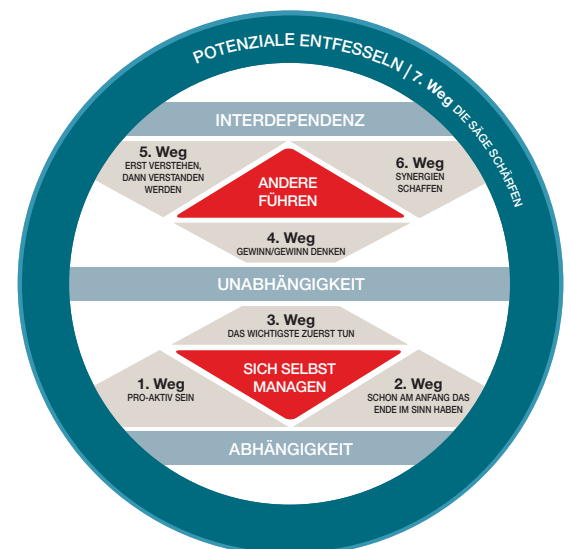 POTENZIALE ENTFESSELN | 7. Weg DIE SÄGE SCHÄRFEN
INTERDEPENDENZ
5. Weg
ERST VERSTEHEN,
DANN VERSTANDEN
WERDEN
ANDERE
FÜHREN
6. Weg
SYNERGIEN
SCHAFFEN
4. Weg
GEWINN/GEWINN DENKEN
UNABHÄNGIGKEIT
3. Weg
DAS WICHTIGSTE ZUERST TUN
1. Weg
PRO-AKTIV SEIN
SICH SELBST
MANAGEN
2. Weg
SCHON AM ANFANG DAS
ENDE IM SINN HABEN
ABHÄNGIGKEIT